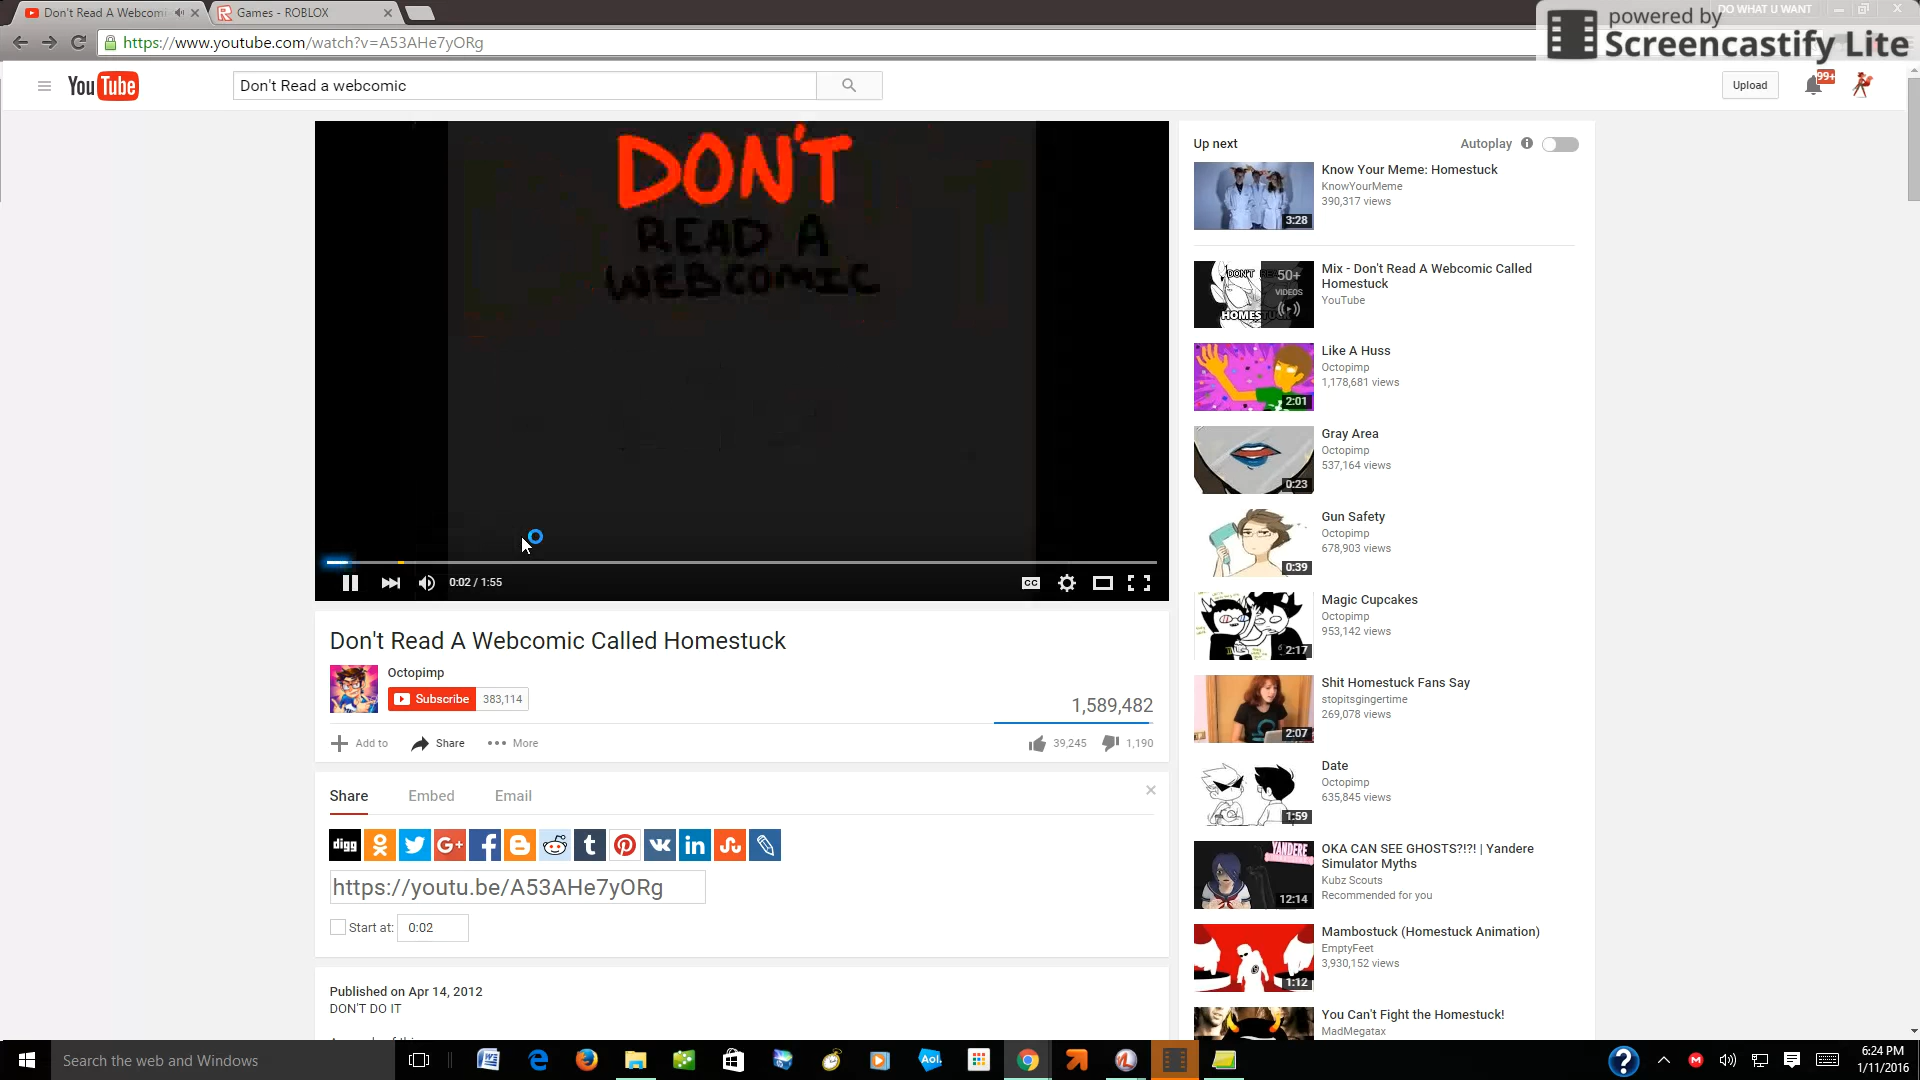 Don't Read A Webcomic
Games - ROBLOX
DO WHAT U WANT
powered by
Screencastify Lite
https://www.youtube.com/watch?v=A53AHe7yORg
YouTube
Don't Read a webcomic
Upload
99+
DON'T
READ A
WEBCOMIC
0:02 / 1:55
CC
Don't Read A Webcomic Called Homestuck
Octopimp
Subscribe
383,114
1,589,482
Add to
Share
More
39,245
1,190
Share
Embed
Email
digg
G+
t
in
https://youtu.be/A53AHe7yORg
Start at:
0:02
Published on Apr 14, 2012
DON'T DO IT
Up next
Autoplay
3:28
Know Your Meme: Homestuck
KnowYourMeme
390,317 views
DON'T
50+
VIDEOS
Mix - Don't Read A Webcomic Called
Homestuck
YouTube
2:01
Like A Huss
Octopimp
1,178,681 views
0:23
Gray Area
Octopimp
537,164 views
0:39
Gun Safety
Octopimp
678,903 views
2:17
Magic Cupcakes
Octopimp
953,142 views
2:07
Shit Homestuck Fans Say
stopitsgingertime
269,078 views
1:59
Date
Octopimp
635,845 views
YANDERE
12:14
OKA CAN SEE GHOSTS?!?! | Yandere
Simulator Myths
Kubz Scouts
Recommended for you
1:12
Mambostuck (Homestuck Animation)
EmptyFeet
3,930,152 views
You Can't Fight the Homestuck!
MadMegatax
Search the web and Windows
Aol.
6:24 PM
1/11/2016